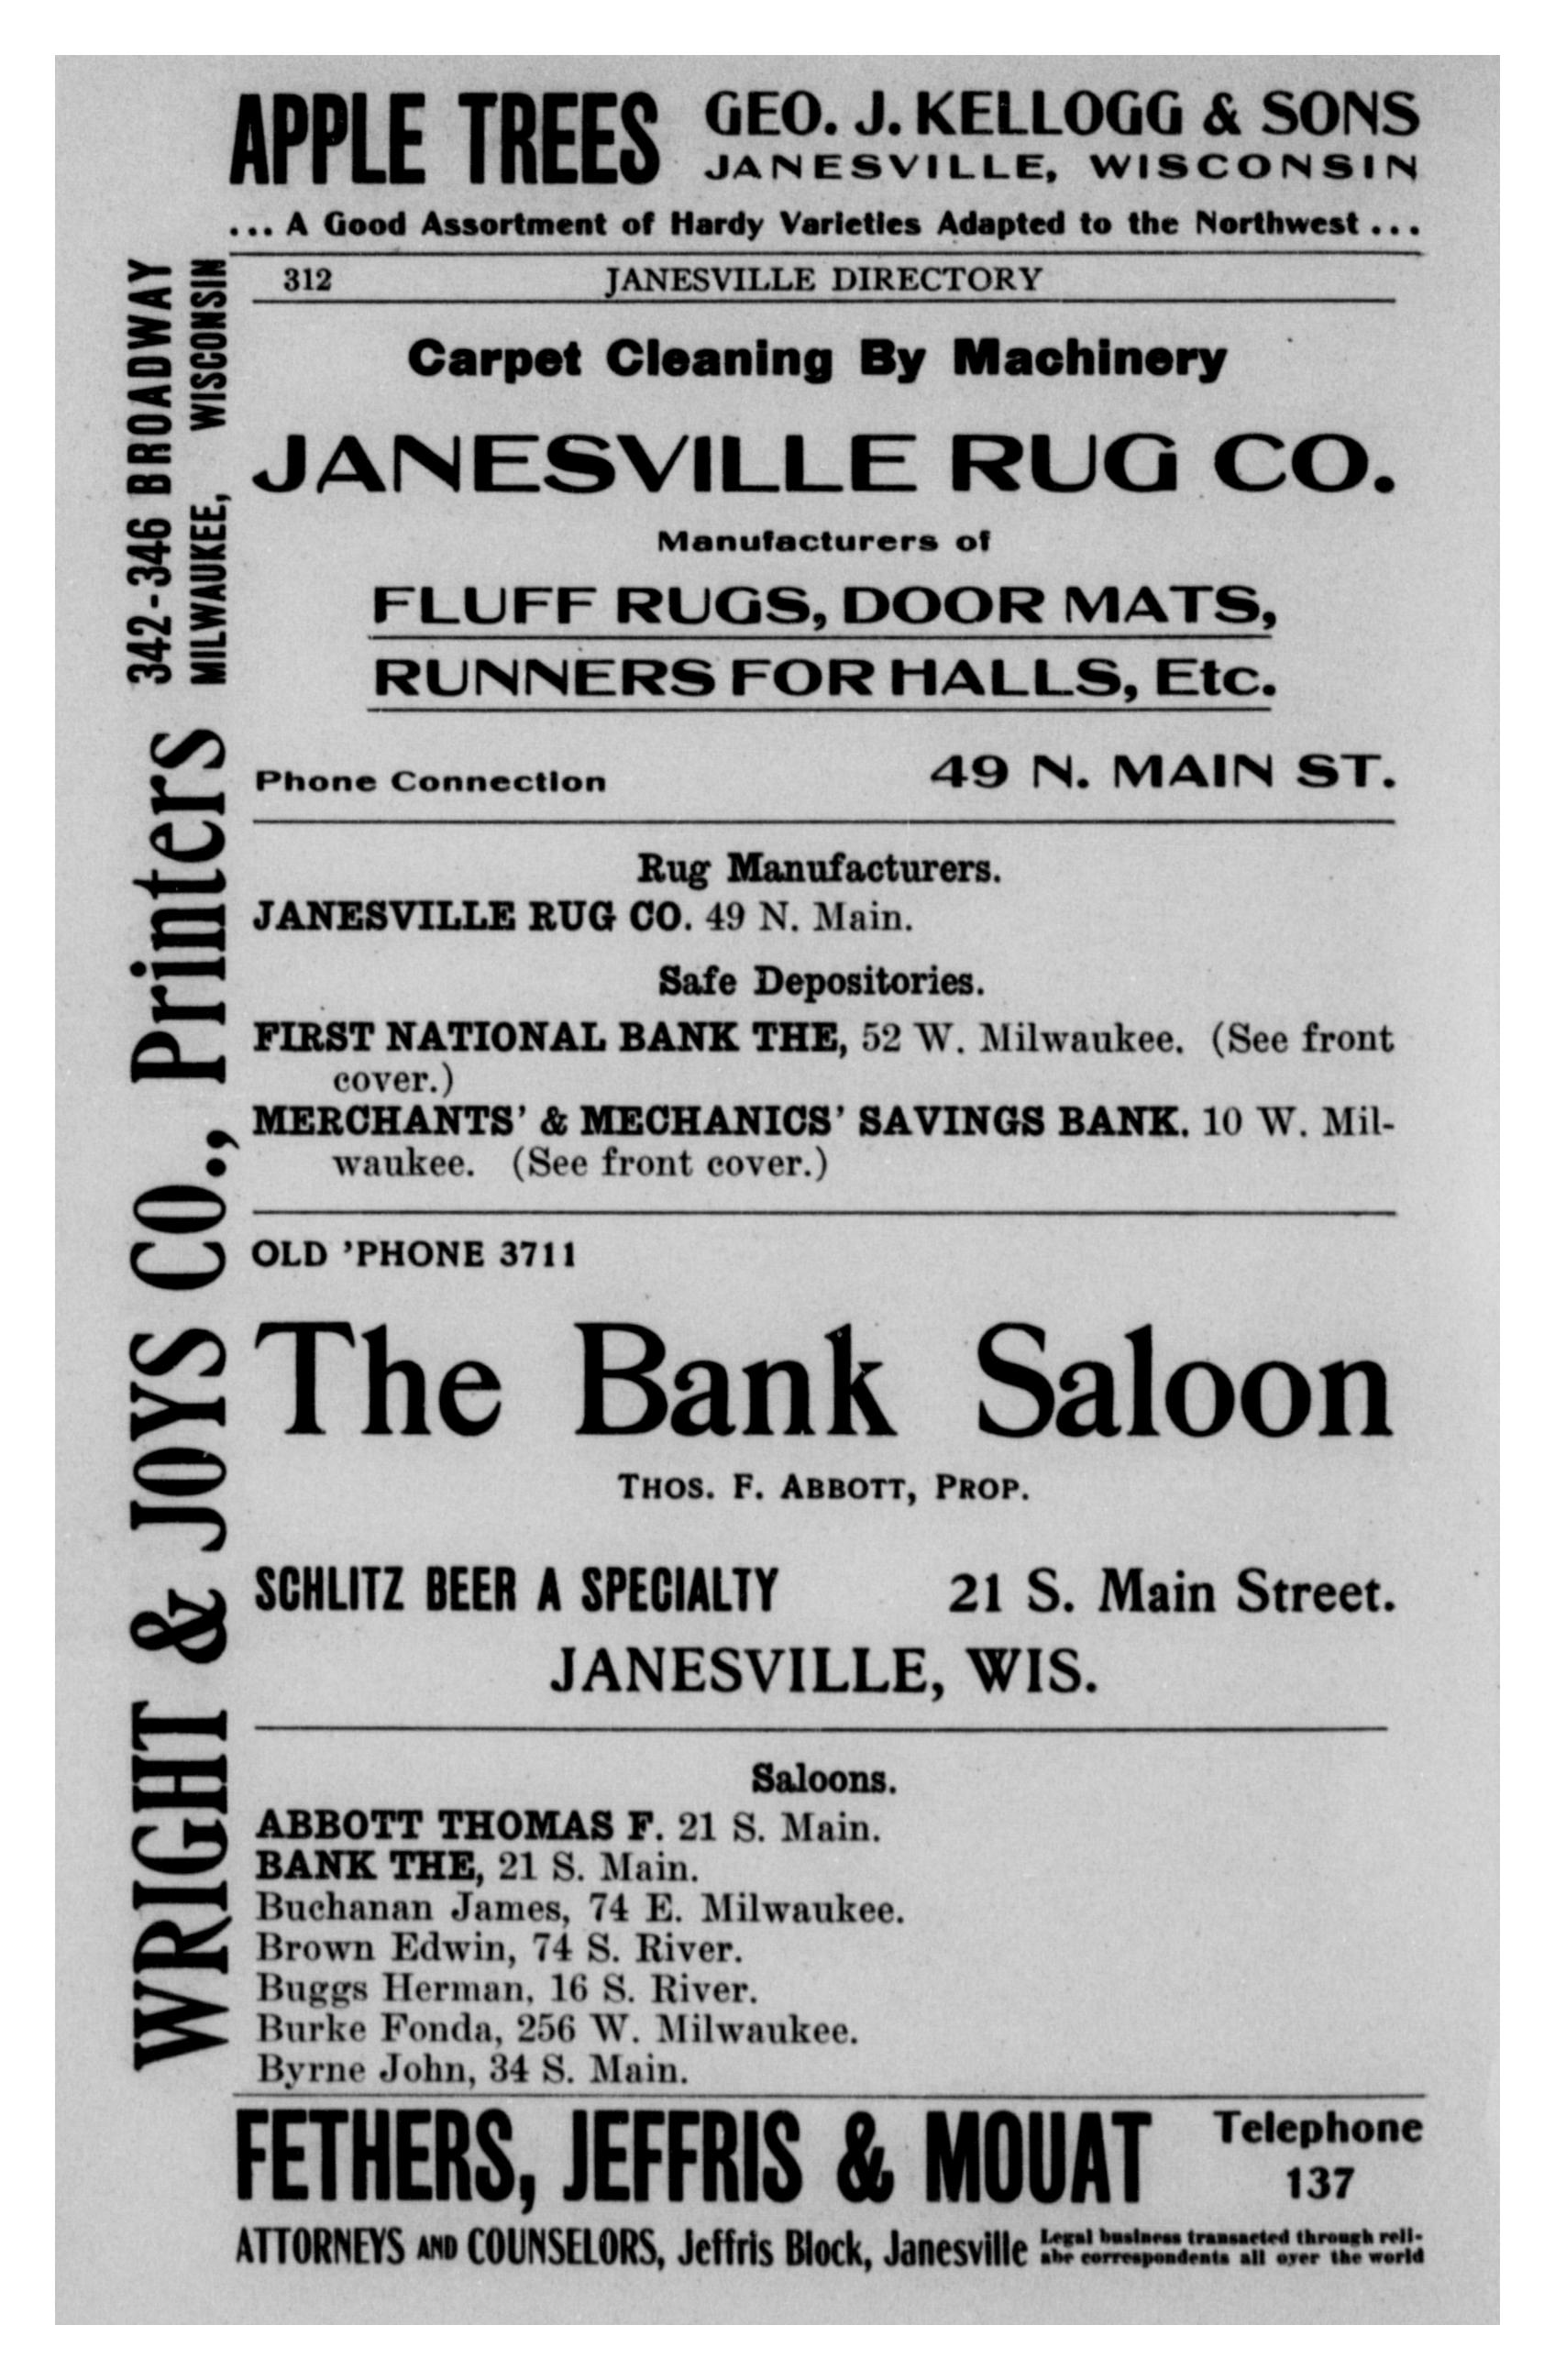 APPLE TREES
GEO. J. KELLOGG & SONS
JANESVILLE, WISCONSIN
... A Good Assortment of Hardy Varieties Adapted to the Northwest ...
312 JANESVILLE DIRECTORY
Carpet Cleaning By Machinery
JANESVILLE RUG CO.
Manufacturers of
FLUFF RUGS, DOOR MATS,
RUNNERS FOR HALLS, Etc.
Phone Connection 49 N. MAIN ST.
Rug Manufacturers.
JANESVILLE RUG CO. 49 N. Main.
Safe Depositories.
FIRST NATIONAL BANK THE, 52 W. Milwaukee. (See front
cover.)
MERCHANTS' & MECHANICS' SAVINGS BANK. 10 W. Mil-
waukee. (See front cover.)
OLD 'PHONE 3711
The Bank Saloon
THOS. F. ABBOTT, PROP.
SCHLITZ BEER A SPECIALTY 21 S. Main Street.
JANESVILLE, WIS.
Saloons.
ABBOTT THOMAS F. 21 S. Main.
BANK THE, 21 S. Main.
Buchanan James, 74 E. Milwaukee.
Brown Edwin, 74 S. River.
Buggs Herman, 16 S. River.
Burke Fonda, 256 W. Milwaukee.
Byrne John, 34 S. Main.
FETHERS, JEFFRIS & MOUAT
Telephone
137
ATTORNEYS AND COUNSELORS, Jeffris Block, Janesville
Legal business transacted through reli-
abe correspondents all over the world
WRIGHT & JOYS CO., Printers
342-346 BROADWAY
MILWAUKEE, WISCONSIN